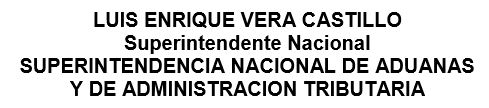 LUIS ENRIQUE VERA CASTILLO
Superintendente Nacional
SUPERINTENDENCIA NACIONAL DE ADUANAS
Y DE ADMINISTRACION TRIBUTARIA